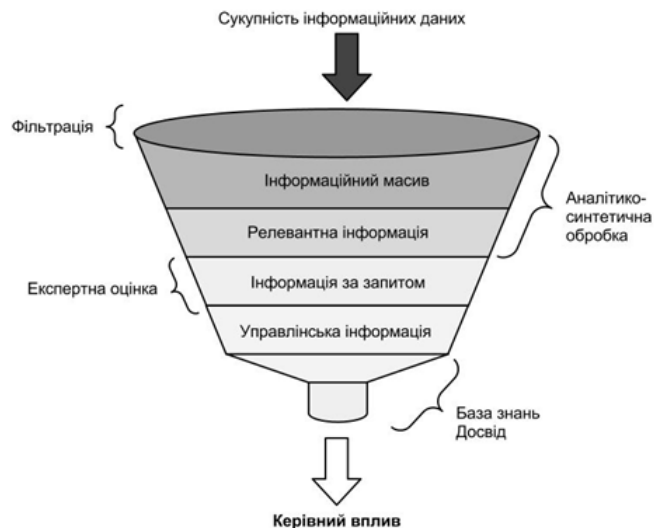 Сукупність інформаційних даних
Фільтрація
Інформаційний масив
Аналітико-
синтетична
обробка
Релевантна інформація
Експертна оцінка
Інформація за запитом
Управлінська інформація
База знань
Досвід
Керівний вплив